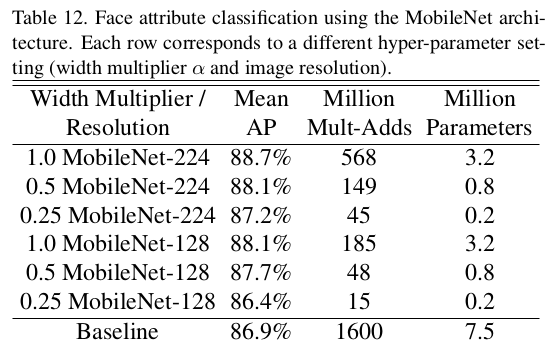 Table 12. Face attribute classification using the MobileNet archi-
tecture. Each row corresponds to a different hyper-parameter set-
ting (width multiplier α and image resolution).
Width Multiplier / Mean Million Million
Resolution AP Mult-Adds Parameters
1.0 MobileNet-224 88.7% 568 3.2
0.5 MobileNet-224 88.1% 149 0.8
0.25 MobileNet-224 87.2% 45 0.2
1.0 MobileNet-128 88.1% 185 3.2
0.5 MobileNet-128 87.7% 48 0.8
0.25 MobileNet-128 86.4% 15 0.2
Baseline 86.9% 1600 7.5